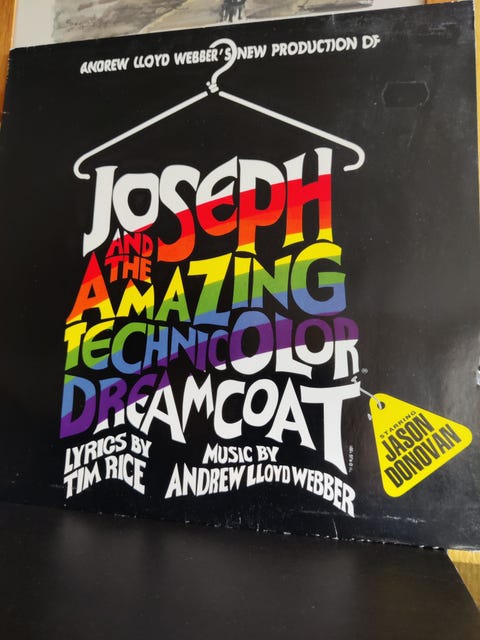 ANDREW LLOYD WEBBER'S NEW PRODUCTION OF
JOSEPH
AND
THE
AMAZING
TECHNICOLOR
DREAMCOAT
LYRICS BY
TIM RICE
MUSIC BY
ANDREW LLOYD WEBBER
STARRING
JASON
DONOVAN